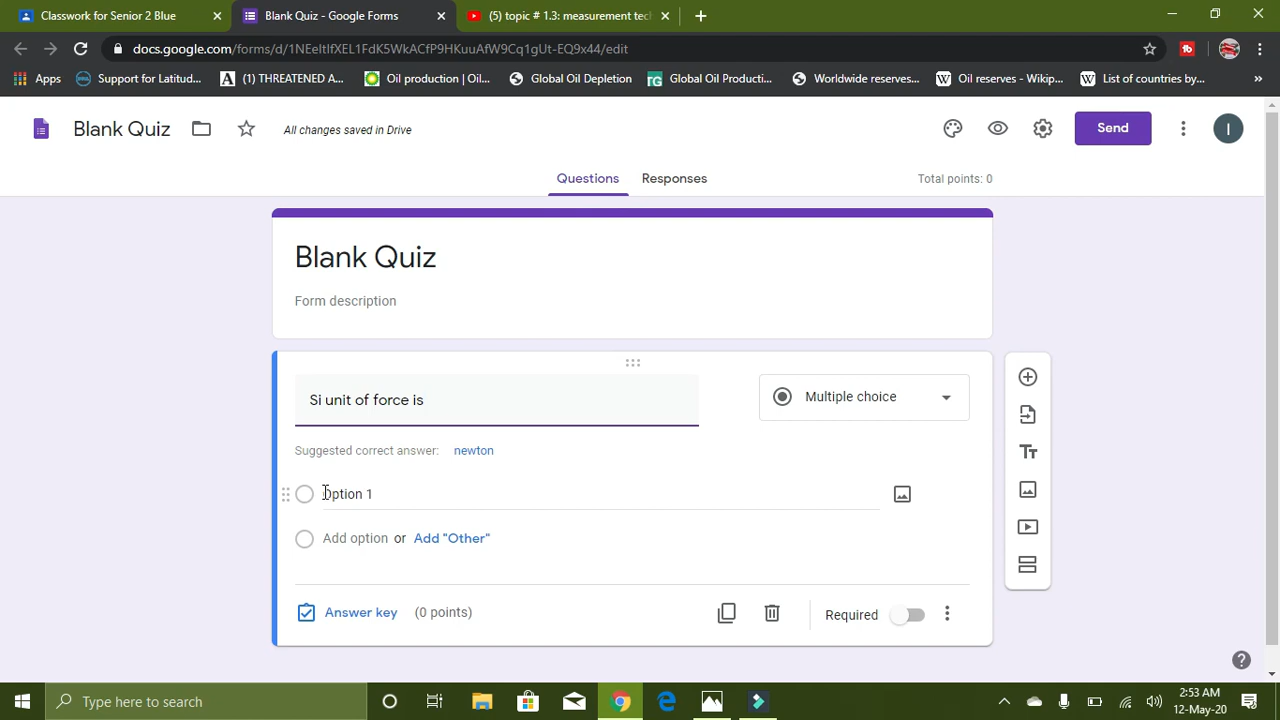 Classwork for Senior 2 Blue
Blank Quiz - Google Forms
(5) topic # 1.3: measurement tec
docs.google.com/forms/d/1NEeItIfXEL1FdK5WkACfP9HKuuAfW9Cq1gUt-EQ9x44/edit
Apps
Support for Latitud...
(1) THREATENED A...
Oil production | Oil...
Global Oil Depletion
Global Oil Producti...
Worldwide reserves...
Oil reserves - Wikip...
List of countries by...
»
Blank Quiz
All changes saved in Drive
Send
I
Questions
Responses
Total points: 0
Blank Quiz
Form description
Si unit of force is
Multiple choice
Suggested correct answer: newton
Option 1
Add option or Add "Other"
Answer key (0 points)
Required
Type here to search
2:53 AM
12-May-20